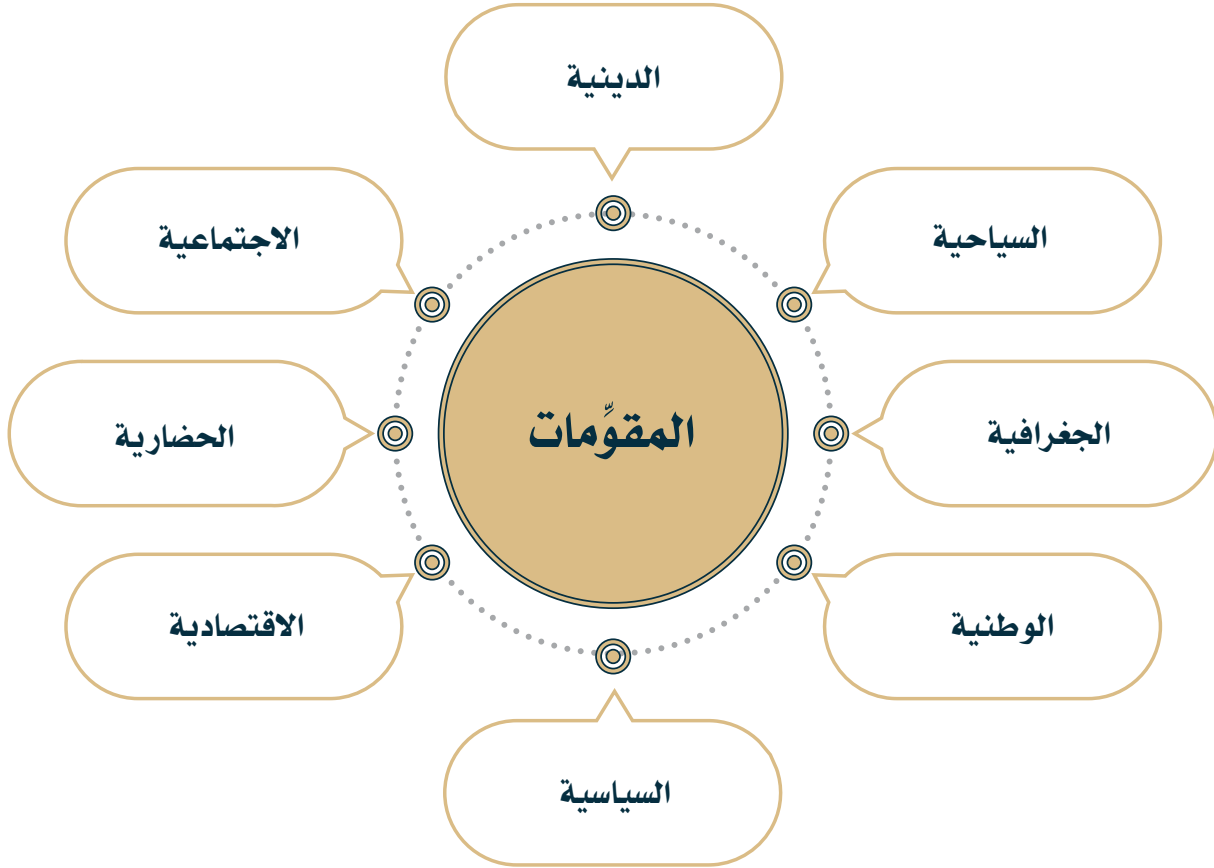 الدينية
السياحية
الاجتماعية
الجغرافية
المقوِّمات
الحضارية
الوطنية
الاقتصادية
السياسية